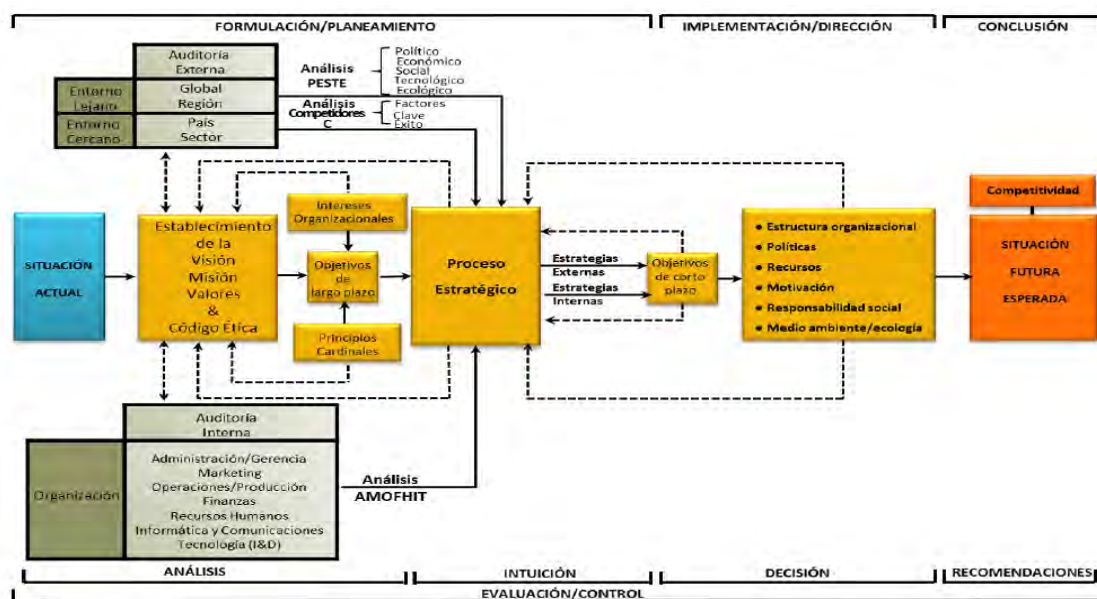 FORMULACIÓN/PLANEAMIENTO
IMPLEMENTACIÓN/DIRECCIÓN
CONCLUSIÓN
Auditoría
Externa
Entorno
Lejano
Global
Región
Entorno
Cercano
País
Sector
Análisis
PESTE
Político
Económico
Social
Tecnológico
Ecológico
Análisis
Competidores
C
Factores
Clave
Éxito
SITUACIÓN
ACTUAL
Establecimiento
de la
Visión
Misión
Valores
&
Código Ética
Intereses
Organizacionales
Objetivos
de
largo plazo
Principios
Cardinales
Proceso
Estratégico
Estrategias
Externas
Estrategias
Internas
Objetivos
de corto
plazo
• Estructura organizacional
• Políticas
• Recursos
• Motivación
• Responsabilidad social
• Medio ambiente/ecología
Competitividad
SITUACIÓN
FUTURA
ESPERADA
Auditoría
Interna
Organización
Administración/Gerencia
Marketing
Operaciones/Producción
Finanzas
Recursos Humanos
Informática y Comunicaciones
Tecnología (I&D)
Análisis
AMOFHIT
ANÁLISIS
INTUICIÓN
DECISIÓN
RECOMENDACIONES
EVALUACIÓN/CONTROL